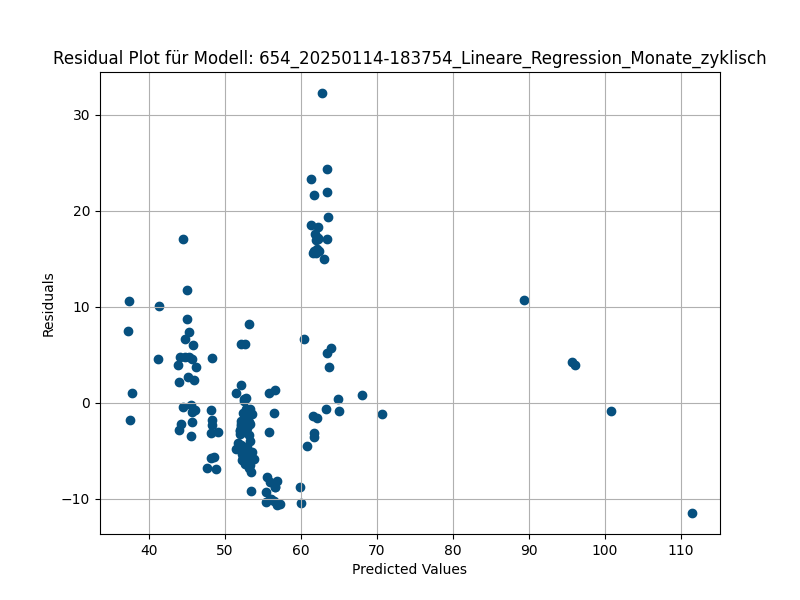 Residual Plot für Modell: 654_20250114-183754_Lineare_Regression_Monate_zyklisch
30
20
10
0
−10
Residuals
40 50 60 70 80 90 100 110
Predicted Values